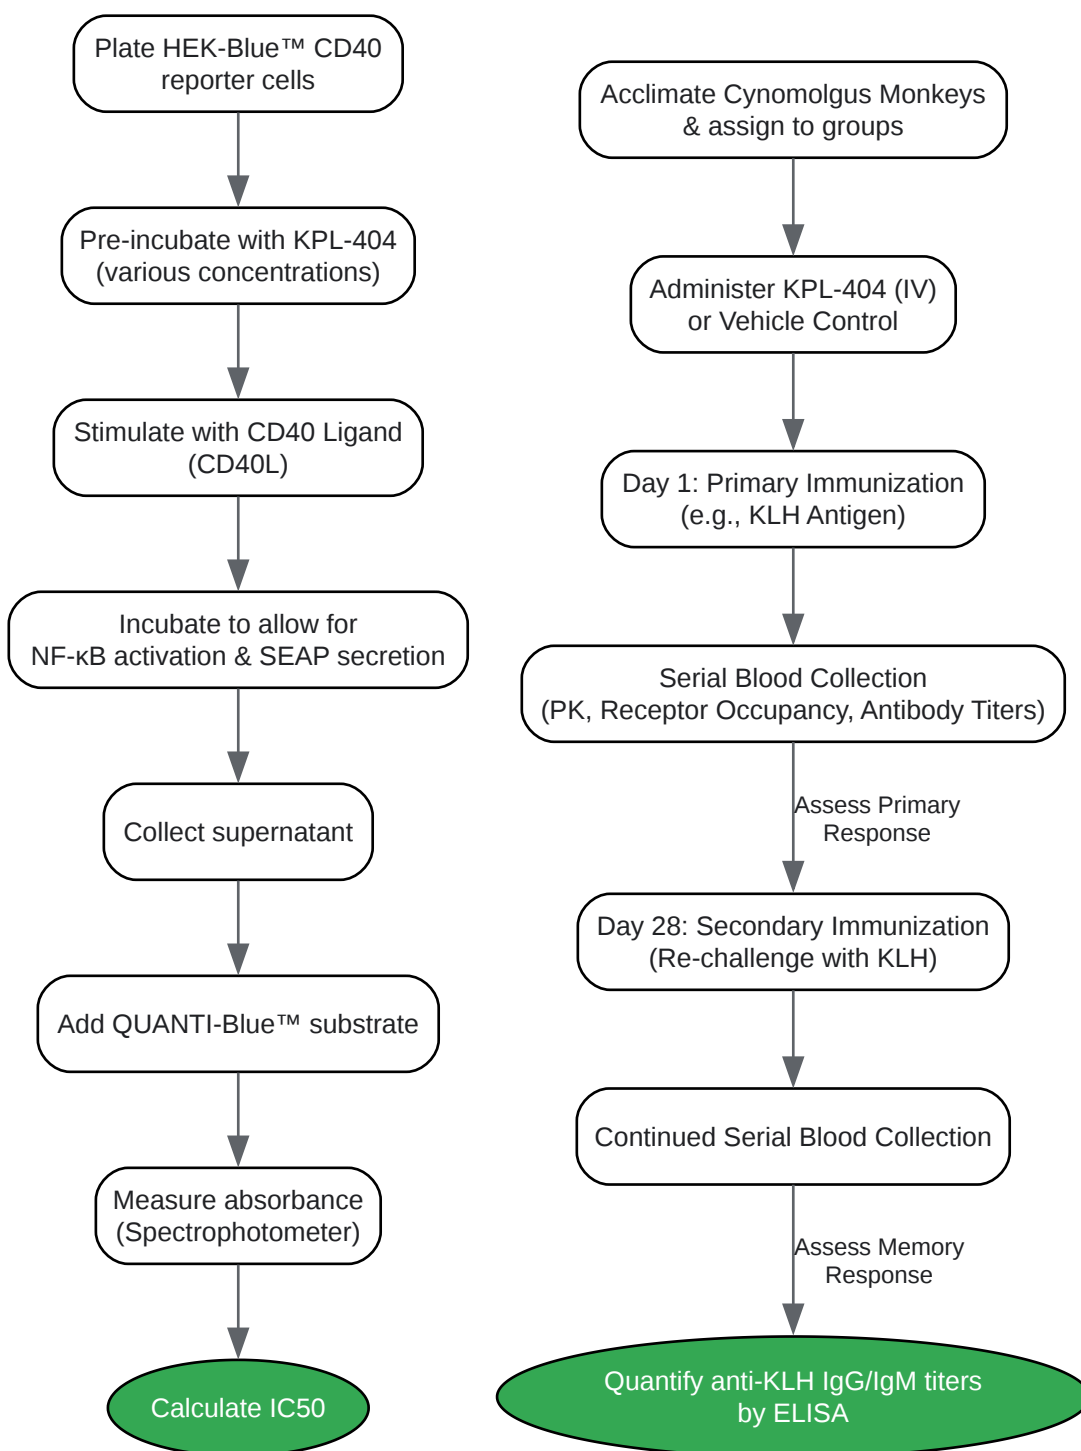 Plate HEK-Blue™ CD40
reporter cells
Pre-incubate with KPL-404
(various concentrations)
Stimulate with CD40 Ligand
(CD40L)
Incubate to allow for
NF-κB activation & SEAP secretion
Collect supernatant
Add QUANTI-Blue™ substrate
Measure absorbance
(Spectrophotometer)
Calculate IC50
Acclimate Cynomolgus Monkeys
& assign to groups
Administer KPL-404 (IV)
or Vehicle Control
Day 1: Primary Immunization
(e.g., KLH Antigen)
Serial Blood Collection
(PK, Receptor Occupancy, Antibody Titers)
Assess Primary
Response
Day 28: Secondary Immunization
(Re-challenge with KLH)
Continued Serial Blood Collection
Assess Memory
Response
Quantify anti-KLH IgG/IgM titers
by ELISA